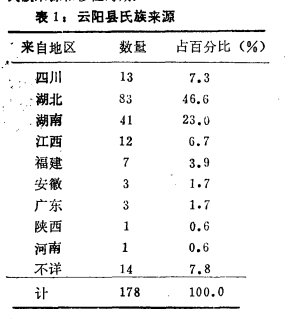 表1：云阳县氏族来源
来自地区 数量 占百分比（%）
四川 13 7.3
湖北 83 46.6
湖南 41 23.0
江西 12 6.7
福建 7 3.9
安徽 3 1.7
广东 3 1.7
陕西 1 0.6
河南 1 0.6
不详 14 7.8
计 178 100.0